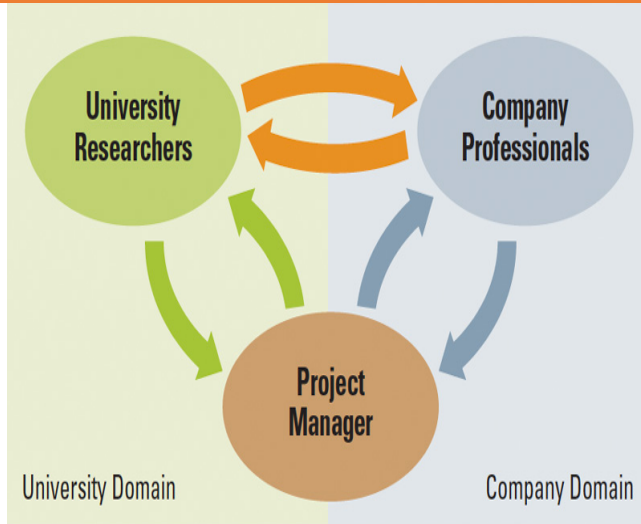 University
Researchers
Company
Professionals
Project
Manager
University Domain
Company Domain